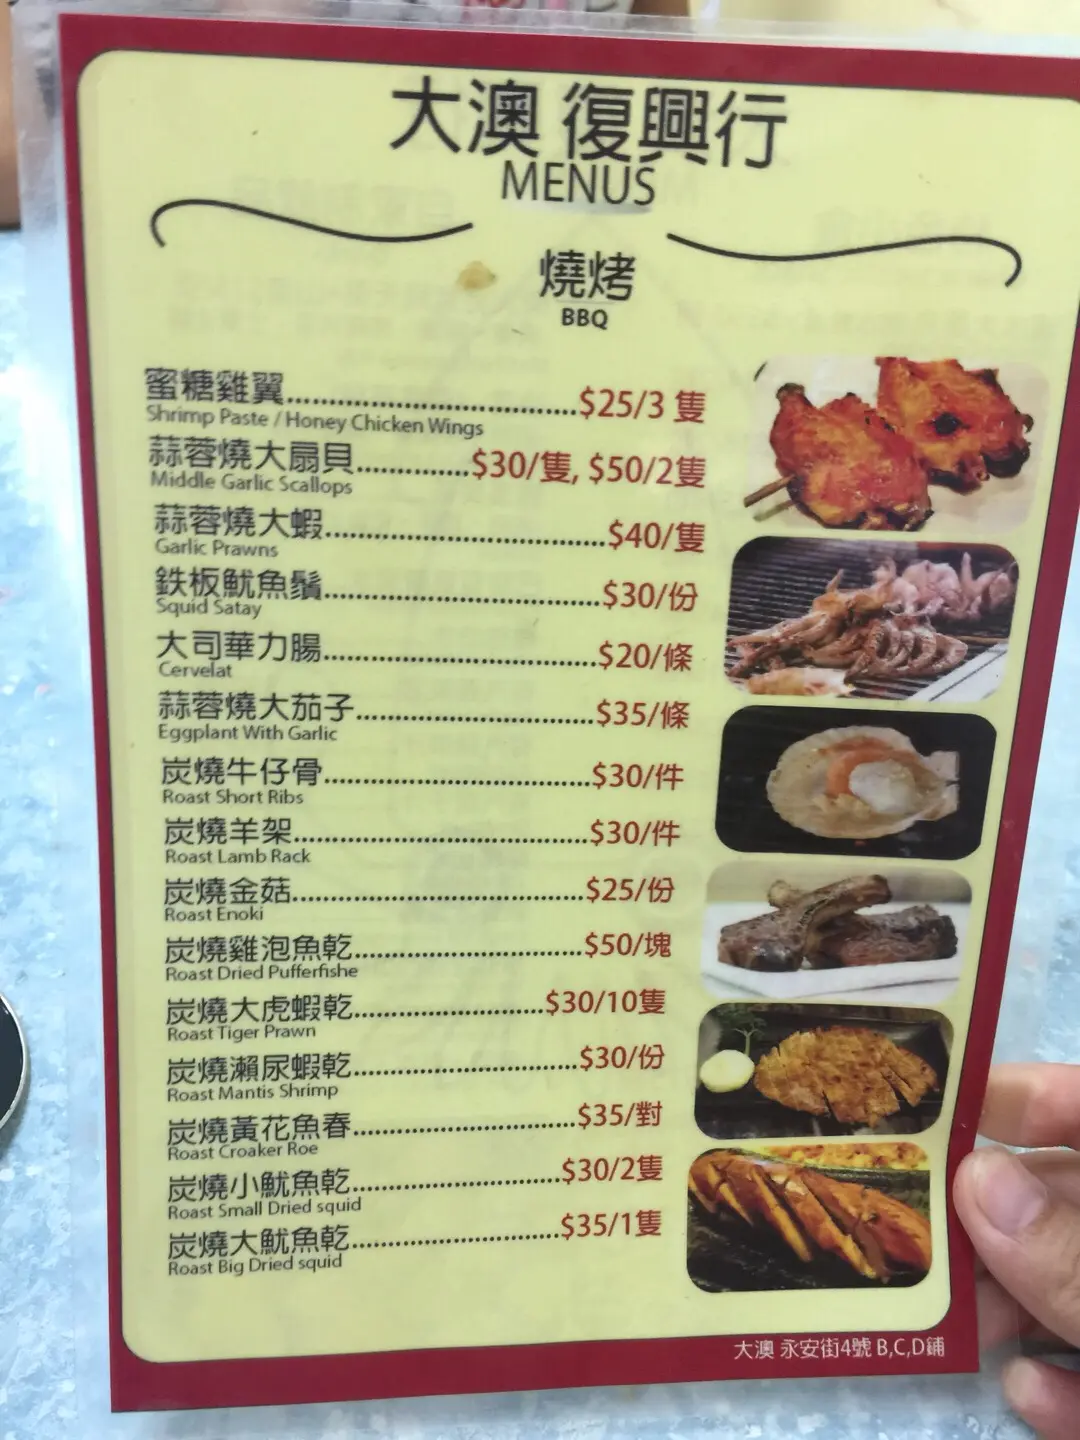 大澳 復興行
MENUS
燒烤
BBQ
蜜糖雞翼..............................$25/3 隻
Shrimp Paste / Honey Chicken Wings
蒜蓉燒大扇貝............$30/隻, $50/2隻
Middle Garlic Scallops
蒜蓉燒大蝦..............................$40/隻
Garlic Prawns
鉄板魷魚鬚..............................$30/份
Squid Satay
大司華力腸..............................$20/條
Cervelat
蒜蓉燒大茄子..........................$35/條
Eggplant With Garlic
炭燒牛仔骨..............................$30/件
Roast Short Ribs
炭燒羊架.................................$30/件
Roast Lamb Rack
炭燒金菇.................................$25/份
Roast Enoki
炭燒雞泡魚乾..........................$50/塊
Roast Dried Pufferfishe
炭燒大虎蝦乾.....................$30/10隻
Roast Tiger Prawn
炭燒瀨尿蝦乾..........................$30/份
Roast Mantis Shrimp
炭燒黃花魚春..........................$35/對
Roast Croaker Roe
炭燒小魷魚乾.......................$30/2隻
Roast Small Dried squid
炭燒大魷魚乾.......................$35/1隻
Roast Big Dried squid
大澳 永安街4號 B,C,D鋪